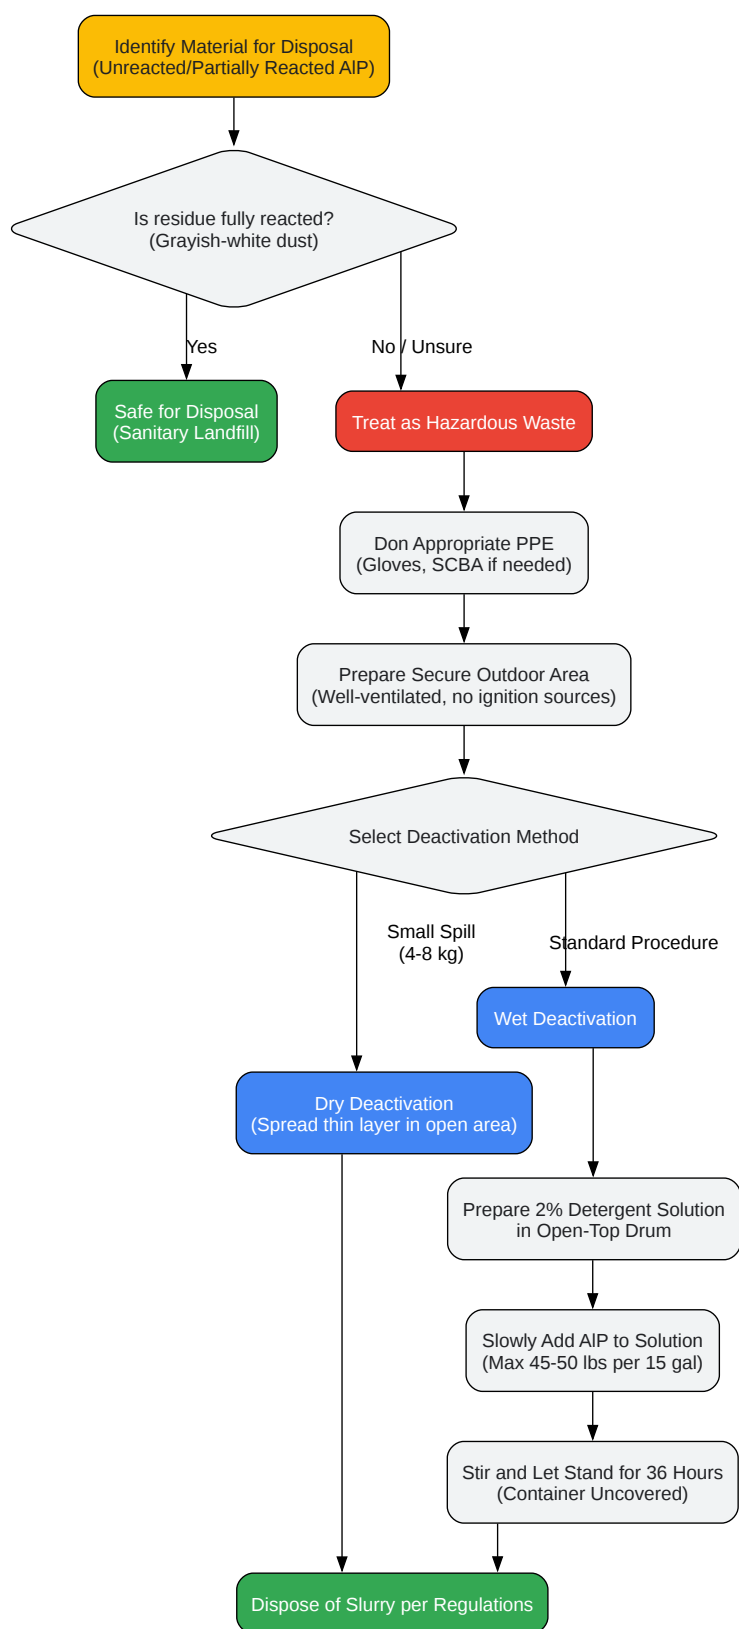 Identify Material for Disposal
(Unreacted/Partially Reacted AlP)
Is residue fully reacted?
(Grayish-white dust)
Yes
No / Unsure
Safe for Disposal
(Sanitary Landfill)
Treat as Hazardous Waste
Don Appropriate PPE
(Gloves, SCBA if needed)
Prepare Secure Outdoor Area
(Well-ventilated, no ignition sources)
Select Deactivation Method
Small Spill
(4-8 kg)
Standard Procedure
Wet Deactivation
Dry Deactivation
(Spread thin layer in open area)
Prepare 2% Detergent Solution
in Open-Top Drum
Slowly Add AlP to Solution
(Max 45-50 lbs per 15 gal)
Stir and Let Stand for 36 Hours
(Container Uncovered)
Dispose of Slurry per Regulations